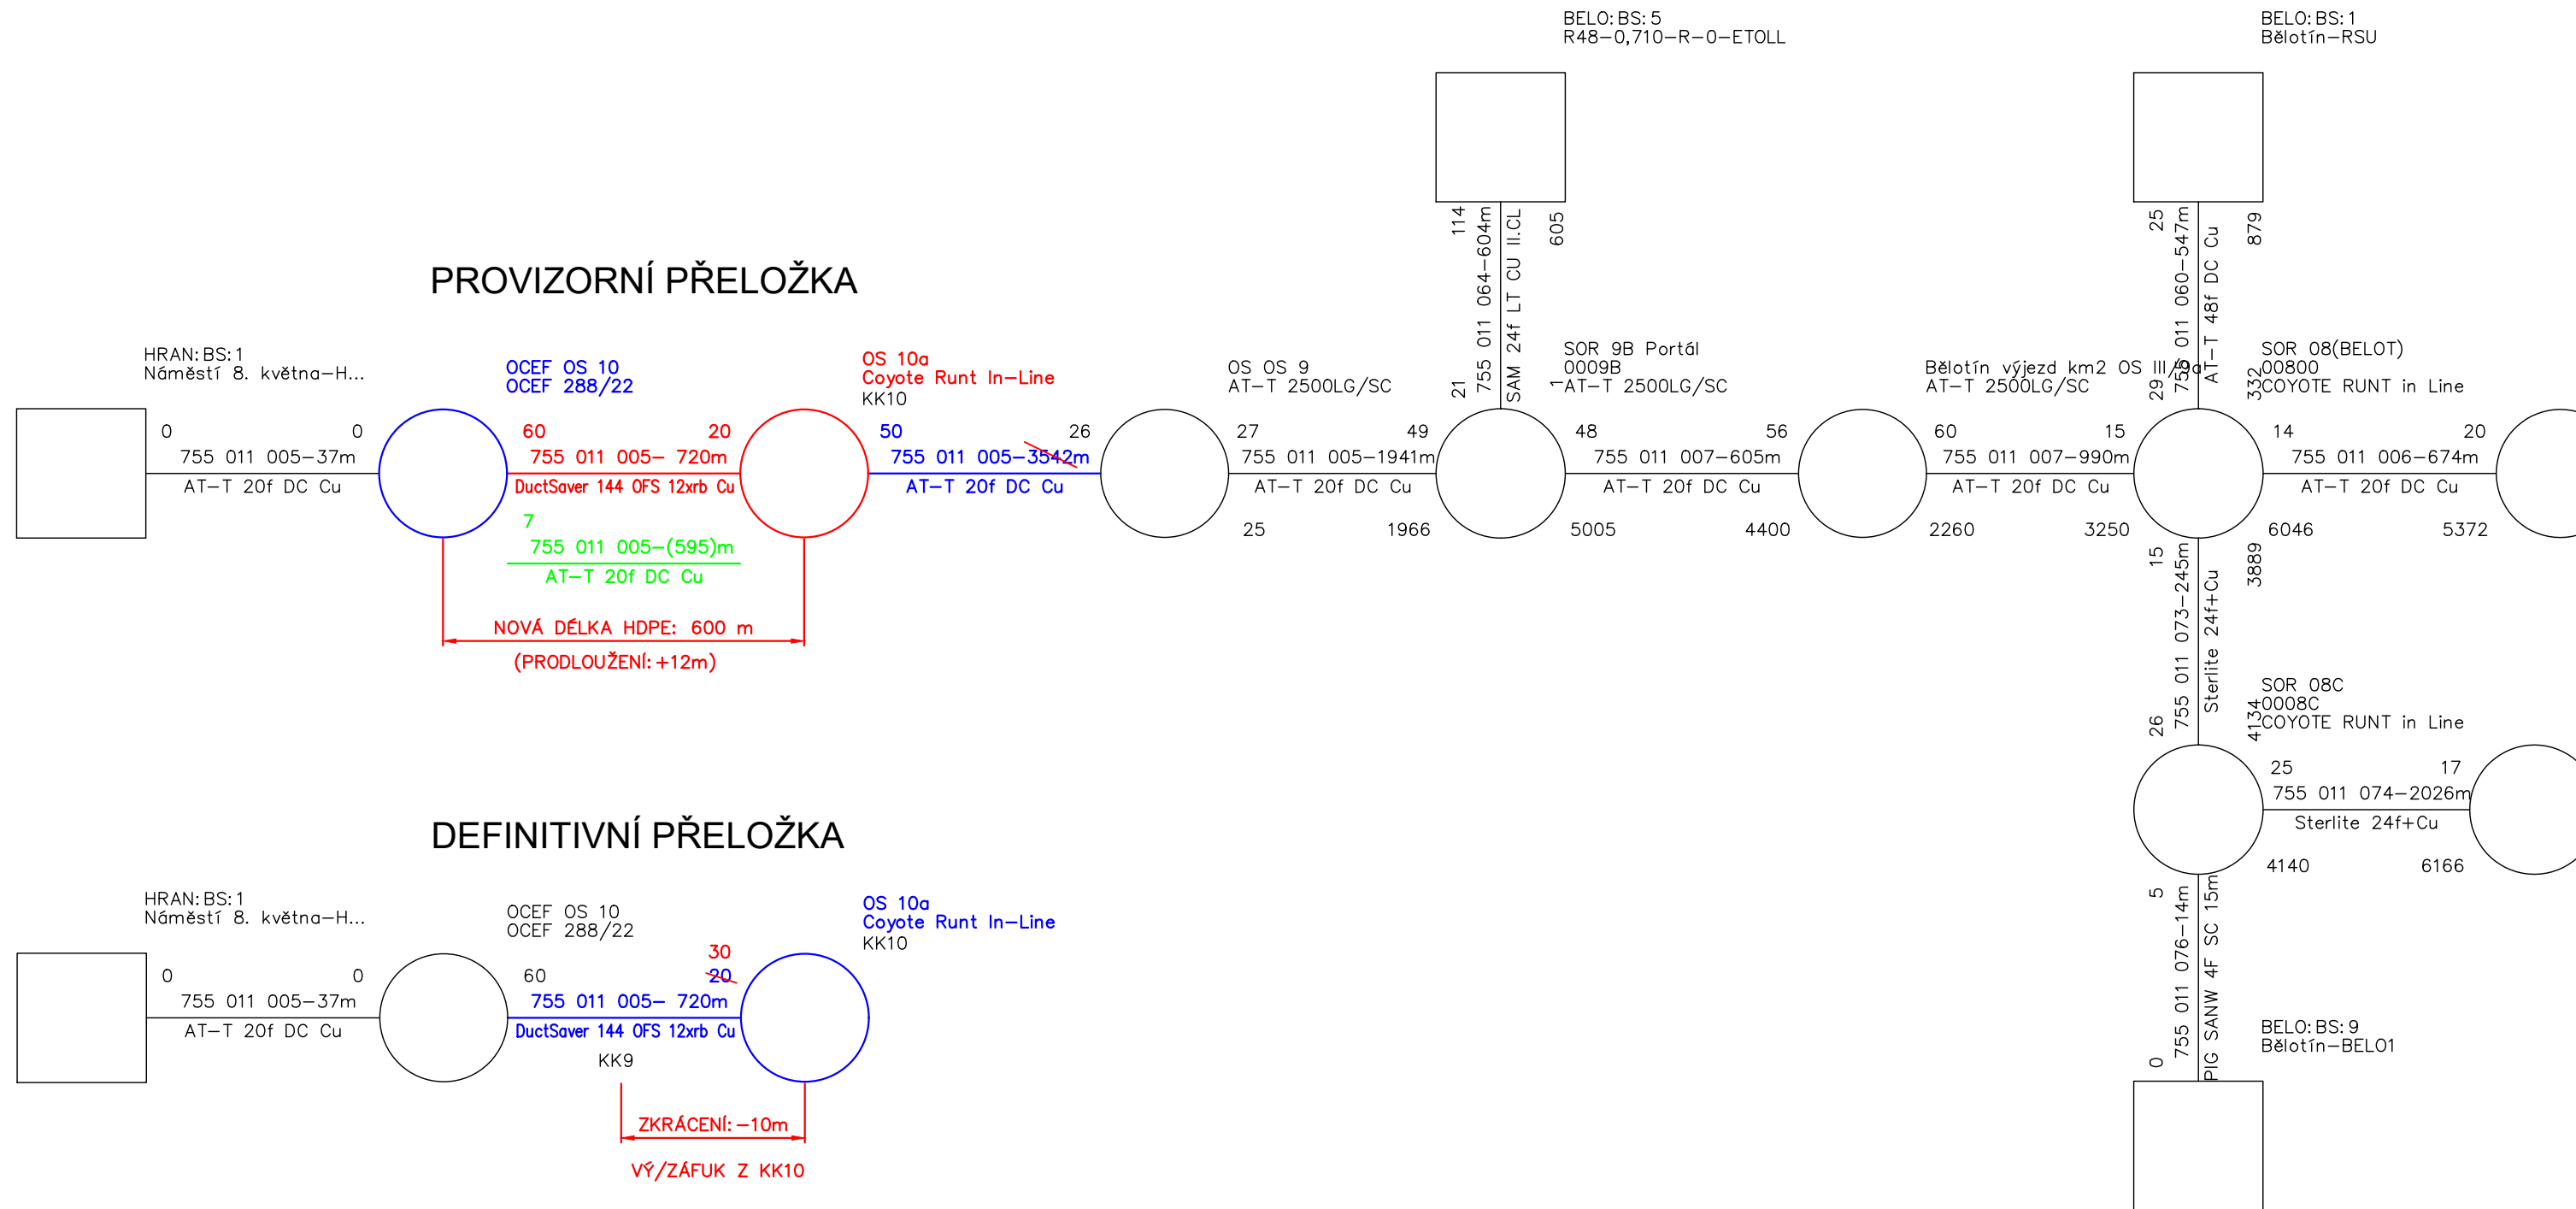 BELO:BS:5
R48-0,710-R-0-ETOLL
BELO:BS:1
Bělotín-RSU
114
755 011 064-604m
SAM 24f LT CU II.CL
605
21
1
25
755 011 060-547m
AT-T 48f DC Cu
879
29
332
PROVIZORNÍ PŘELOŽKA
HRAN:BS:1
Náměstí 8. května-H...
OCEF OS 10
OCEF 288/22
OS 10a
Coyote Runt In-Line
KK10
OS OS 9
AT-T 2500LG/SC
SOR 9B Portál
0009B
AT-T 2500LG/SC
Bělotín výjezd km2 OS III/9a
AT-T 2500LG/SC
SOR 08(BELOT)
00800
COYOTE RUNT in Line
0 0
755 011 005-37m
AT-T 20f DC Cu
60 20
755 011 005- 720m
DuctSaver 144 OFS 12xrb Cu
7
755 011 005-(595)m
AT-T 20f DC Cu
NOVÁ DÉLKA HDPE: 600 m
(PRODLOUŽENÍ:+12m)
50 26
755 011 005-3542m
AT-T 20f DC Cu
27 49
755 011 005-1941m
AT-T 20f DC Cu
25 1966
48 56
755 011 007-605m
AT-T 20f DC Cu
5005 4400
60 15
755 011 007-990m
AT-T 20f DC Cu
2260 3250
14 20
755 011 006-674m
AT-T 20f DC Cu
6046 5372
15
755 011 073-245m
Sterlite 24f+Cu
3889
26
4134
SOR 08C
0008C
COYOTE RUNT in Line
25 17
755 011 074-2026m
Sterlite 24f+Cu
4140 6166
5
755 011 076-14m
PIG SANW 4F SC 15m
0
BELO:BS:9
Bělotín-BELO1
DEFINITIVNÍ PŘELOŽKA
HRAN:BS:1
Náměstí 8. května-H...
OCEF OS 10
OCEF 288/22
OS 10a
Coyote Runt In-Line
KK10
0 0
755 011 005-37m
AT-T 20f DC Cu
30
60 20
755 011 005- 720m
DuctSaver 144 OFS 12xrb Cu
KK9
ZKRÁCENÍ:-10m
VÝ/ZÁFUK Z KK10